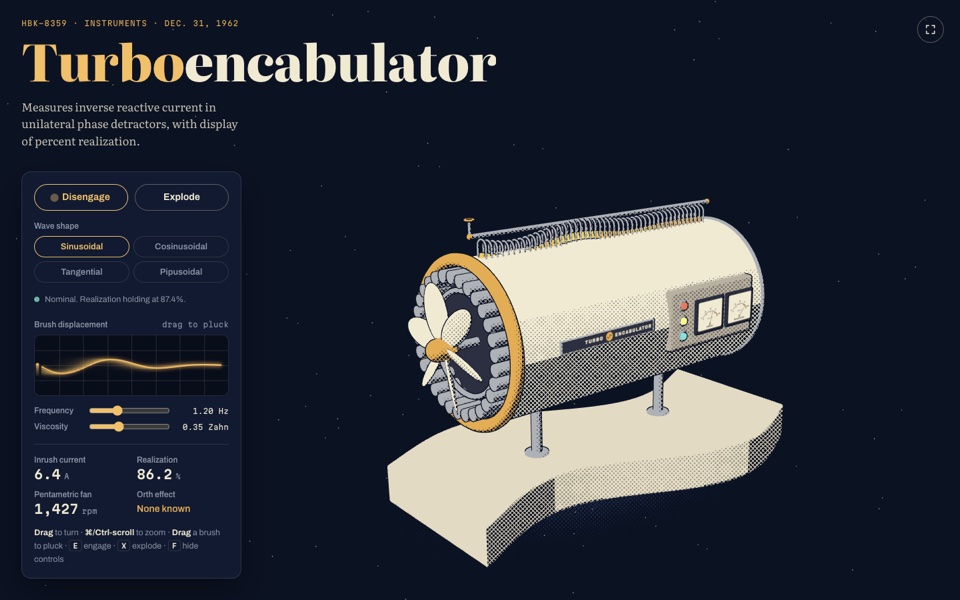 HBK–8359 · INSTRUMENTS · DEC. 31, 1962
Turboencabulator
Measures inverse reactive current in
unilateral phase detractors, with display
of percent realization.
Disengage
Explode
Wave shape
Sinusoidal
Cosinusoidal
Tangential
Pipusoidal
Nominal. Realization holding at 87.4%.
Brush displacement
drag to pluck
Frequency
1.20 Hz
Viscosity
0.35 Zahn
Inrush current
Realization
6.4 A
86.2 %
Pentametric fan
Orth effect
1,427 rpm
None known
Drag to turn · ⌘/Ctrl-scroll to zoom · Drag a brush
to pluck · E engage · X explode · F hide
controls
TURBO ENCABULATOR